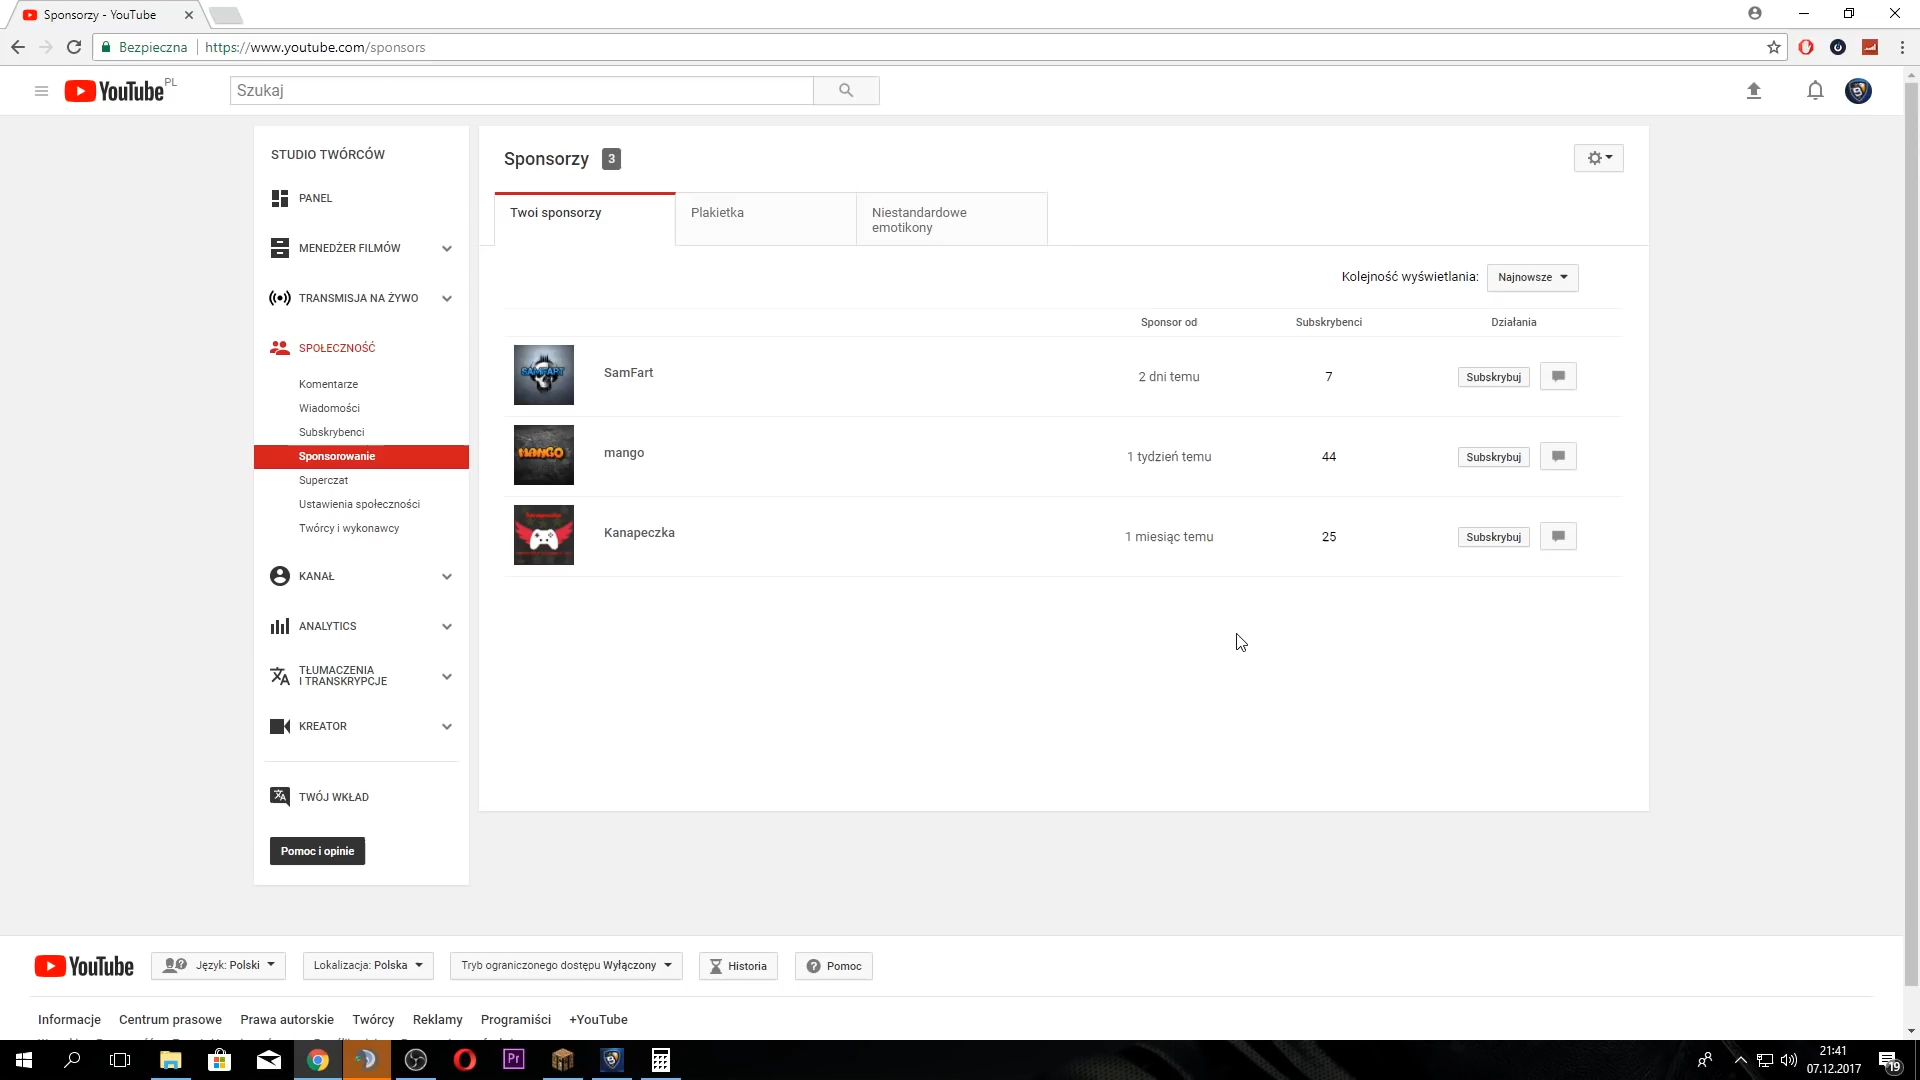 Sponsorzy - YouTube
Bezpieczna
https://www.youtube.com/sponsors
YouTube PL
Szukaj
STUDIO TWÓRCÓW
PANEL
MENEDŻER FILMÓW
TRANSMISJA NA ŻYWO
SPOŁECZNOŚĆ
Komentarze
Wiadomości
Subskrybenci
Sponsorowanie
Superczat
Ustawienia społeczności
Twórcy i wykonawcy
KANAŁ
ANALYTICS
TŁUMACZENIA
I TRANSKRYPCJE
KREATOR
TWÓJ WKŁAD
Pomoc i opinie
Sponsorzy 3
Twoi sponsorzy
Plakietka
Niestandardowe
emotikony
Kolejność wyświetlania: Najnowsze
Sponsor od Subskrybenci Działania
SAMFART
SamFart 2 dni temu 7 Subskrybuj
MANGO
mango 1 tydzień temu 44 Subskrybuj
Kanapeczka 1 miesiąc temu 25 Subskrybuj
YouTube
Język: Polski
Lokalizacja: Polska
Tryb ograniczonego dostępu Wyłączony
Historia
Pomoc
Informacje Centrum prasowe Prawa autorskie Twórcy Reklamy Programiści +YouTube
Pr
21:41
07.12.2017
19